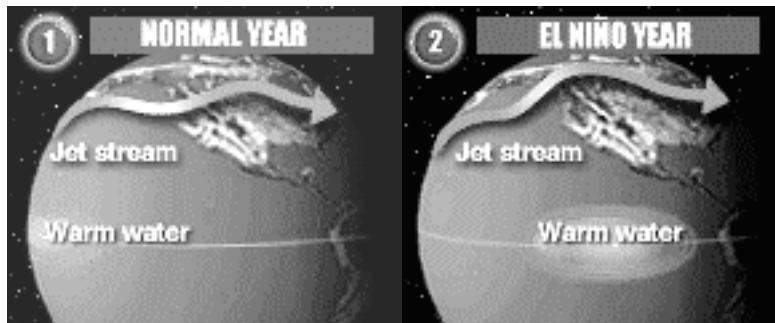 1 NORMAL YEAR
Jet stream
Warm water
2 EL NIÑO YEAR
Jet stream
Warm water